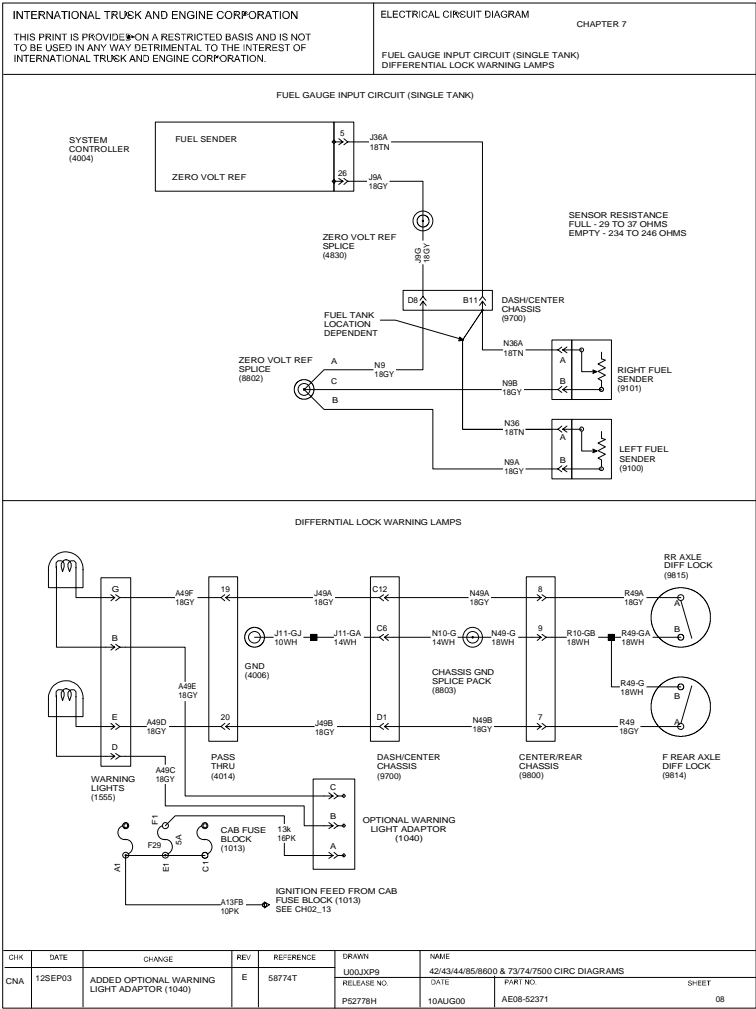 INTERNATIONAL TRUCK AND ENGINE CORPORATION
THIS PRINT IS PROVIDED ON A RESTRICTED BASIS AND IS NOT
TO BE USED IN ANY WAY DETRIMENTAL TO THE INTEREST OF
INTERNATIONAL TRUCK AND ENGINE CORPORATION.
ELECTRICAL CIRCUIT DIAGRAM
CHAPTER 7
FUEL GAUGE INPUT CIRCUIT (SINGLE TANK)
DIFFERENTIAL LOCK WARNING LAMPS
FUEL GAUGE INPUT CIRCUIT (SINGLE TANK)
SYSTEM
CONTROLLER
(4004)
FUEL SENDER
ZERO VOLT REF
5
J36A
18TN
26
J9A
18GY
ZERO VOLT REF
SPLICE
(4830)
J9G
18GY
SENSOR RESISTANCE
FULL - 29 TO 37 OHMS
EMPTY - 234 TO 246 OHMS
D8
B11
DASH/CENTER
CHASSIS
(9700)
FUEL TANK
LOCATION
DEPENDENT
ZERO VOLT REF
SPLICE
(8802)
A
C
B
N9
18GY
N36A
18TN
A
N9B
18GY
B
RIGHT FUEL
SENDER
(9101)
N36
18TN
A
N9A
18GY
B
LEFT FUEL
SENDER
(9100)
DIFFERNTIAL LOCK WARNING LAMPS
RR AXLE
DIFF LOCK
(9815)
G
A49F
18GY
19
J49A
18GY
C12
N49A
18GY
8
R49A
18GY
A
B
GND
(4006)
J11-GJ
10WH
J11-GA
14WH
C6
N10-G
14WH
N49-G
18WH
9
R10-GB
18WH
R49-GA
18WH
B
CHASSIS GND
SPLICE PACK
(8803)
A49E
18GY
R49-G
18WH
B
E
A49D
18GY
20
J49B
18GY
D1
N49B
18GY
7
R49
18GY
A
D
A49C
18GY
WARNING
LIGHTS
(1555)
PASS
THRU
(4014)
DASH/CENTER
CHASSIS
(9700)
CENTER/REAR
CHASSIS
(9800)
F REAR AXLE
DIFF LOCK
(9814)
C
B
A
OPTIONAL WARNING
LIGHT ADAPTOR
(1040)
F1
F29
5A
A1
E1
C1
CAB FUSE
BLOCK
(1013)
13k
16PK
A13FB
10PK
IGNITION FEED FROM CAB
FUSE BLOCK (1013)
SEE CH02_13
CHK
DATE
CHANGE
REV
REFERENCE
DRAWN
NAME
CNA
12SEP03
ADDED OPTIONAL WARNING
LIGHT ADAPTOR (1040)
E
58774T
U00JXP9
42/43/44/85/8600 & 73/74/7500 CIRC DIAGRAMS
RELEASE NO.
DATE
PART NO.
SHEET
P52778H
10AUG00
AE08-52371
08